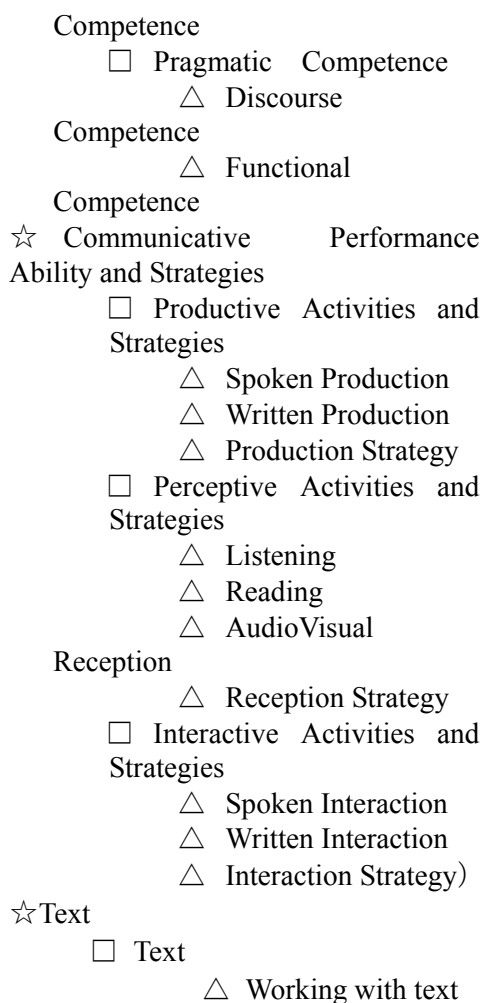 Competence
□ Pragmatic Competence
△ Discourse
Competence
△ Functional
Competence
☆ Communicative Performance
Ability and Strategies
□ Productive Activities and
Strategies
△ Spoken Production
△ Written Production
△ Production Strategy
□ Perceptive Activities and
Strategies
△ Listening
△ Reading
△ AudioVisual
Reception
△ Reception Strategy
□ Interactive Activities and
Strategies
△ Spoken Interaction
△ Written Interaction
△ Interaction Strategy）
☆Text
□ Text
△ Working with text